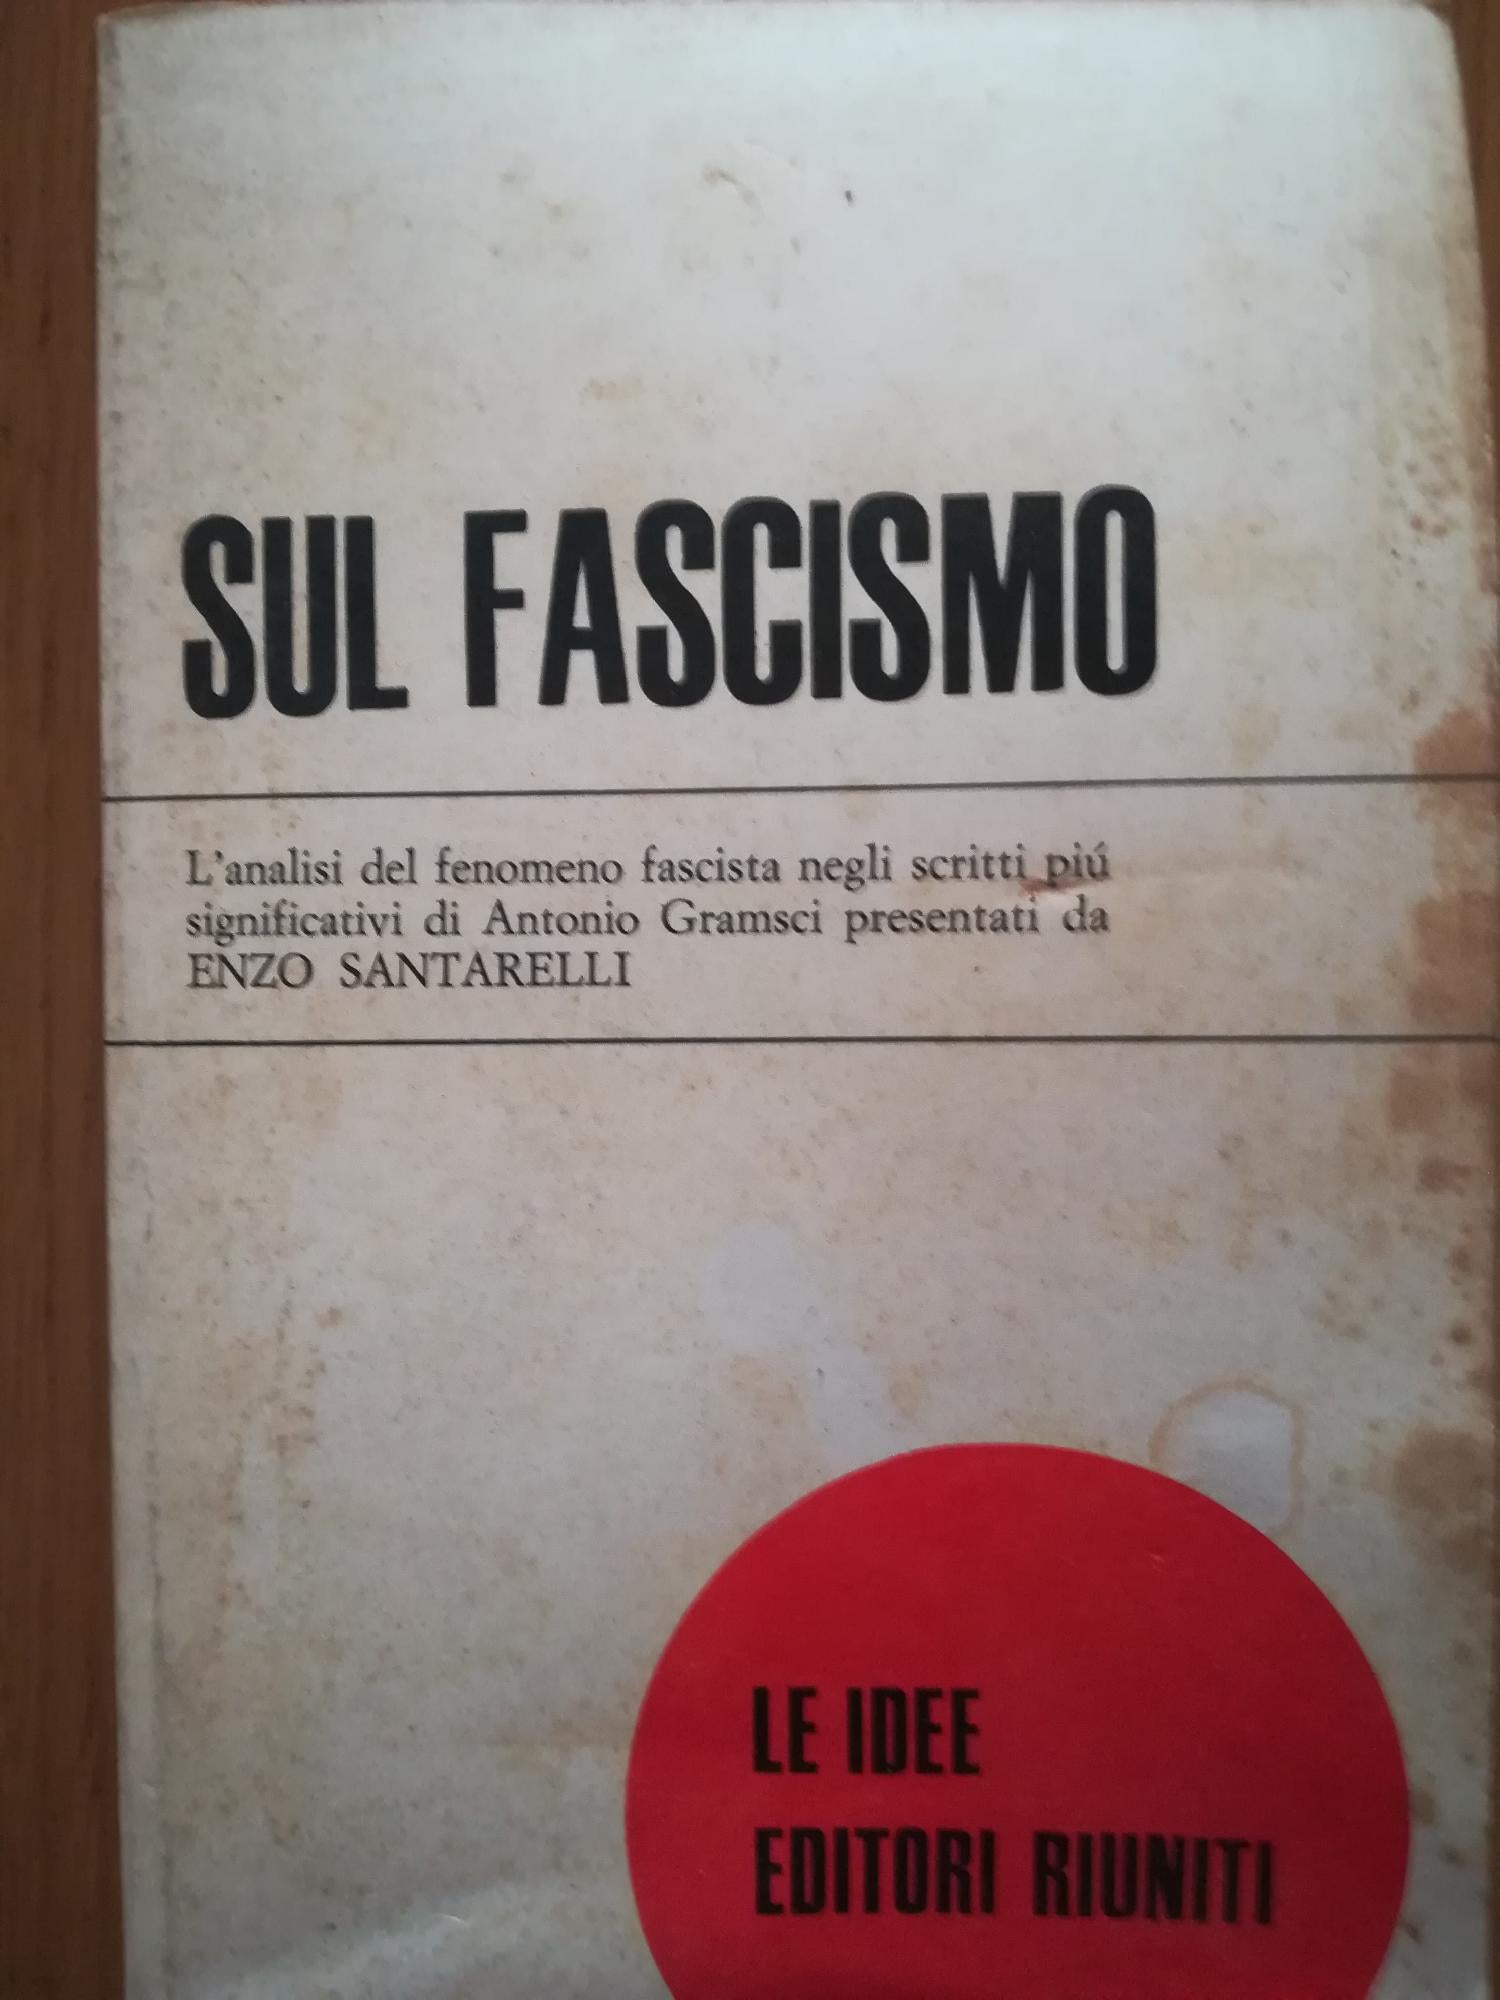 SUL FASCISMO
L'analisi del fenomeno fascista negli scritti piú
significativi di Antonio Gramsci presentati da
ENZO SANTARELLI
LE IDEE
EDITORI RIUNITI